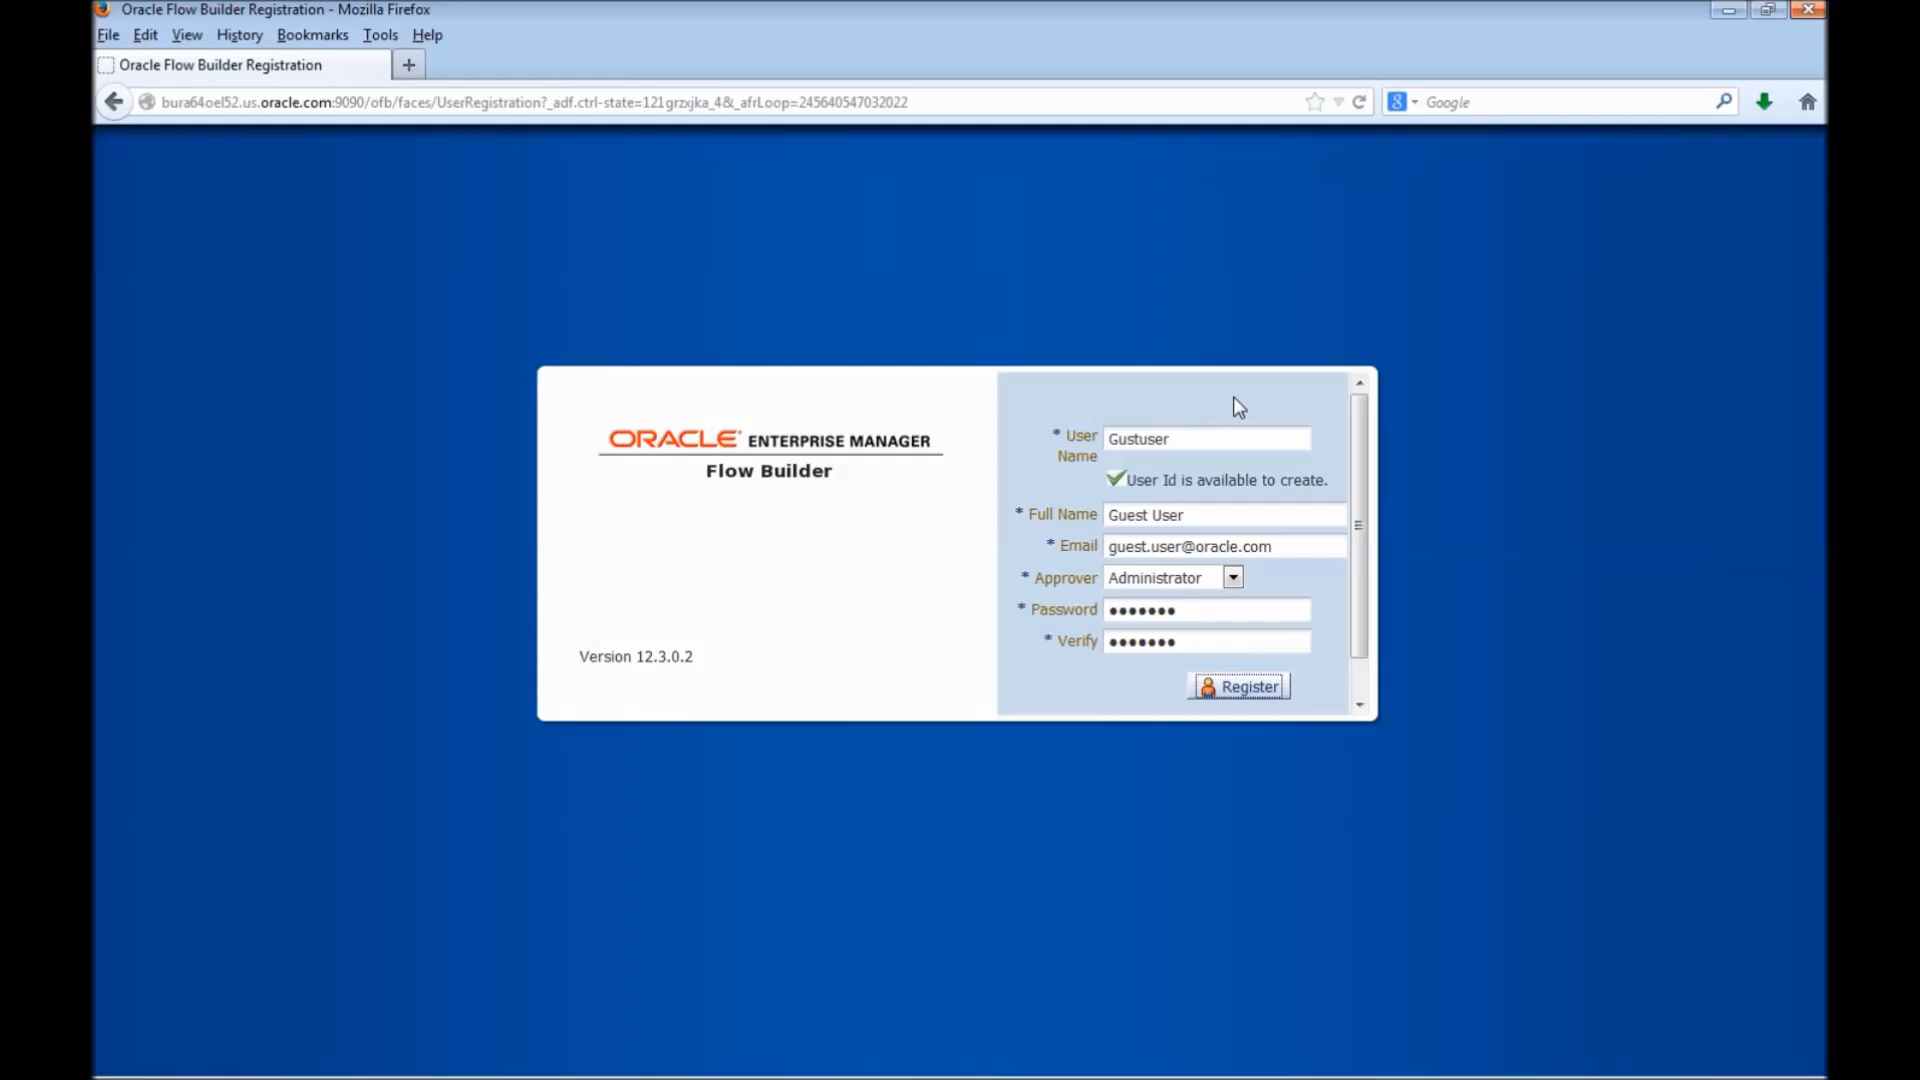 Oracle Flow Builder Registration - Mozilla Firefox
File Edit View History Bookmarks Tools Help
Oracle Flow Builder Registration
bura64oel52.us.oracle.com:9090/ofb/faces/UserRegistration?_adf.ctrl-state=121grzxjka_4&_afrLoop=245640547032022
8 Google
ORACLE ENTERPRISE MANAGER
Flow Builder
Version 12.3.0.2
* User Name Gustuser
User Id is available to create.
* Full Name Guest User
* Email guest.user@oracle.com
* Approver Administrator
* Password •••••••
* Verify •••••••
Register